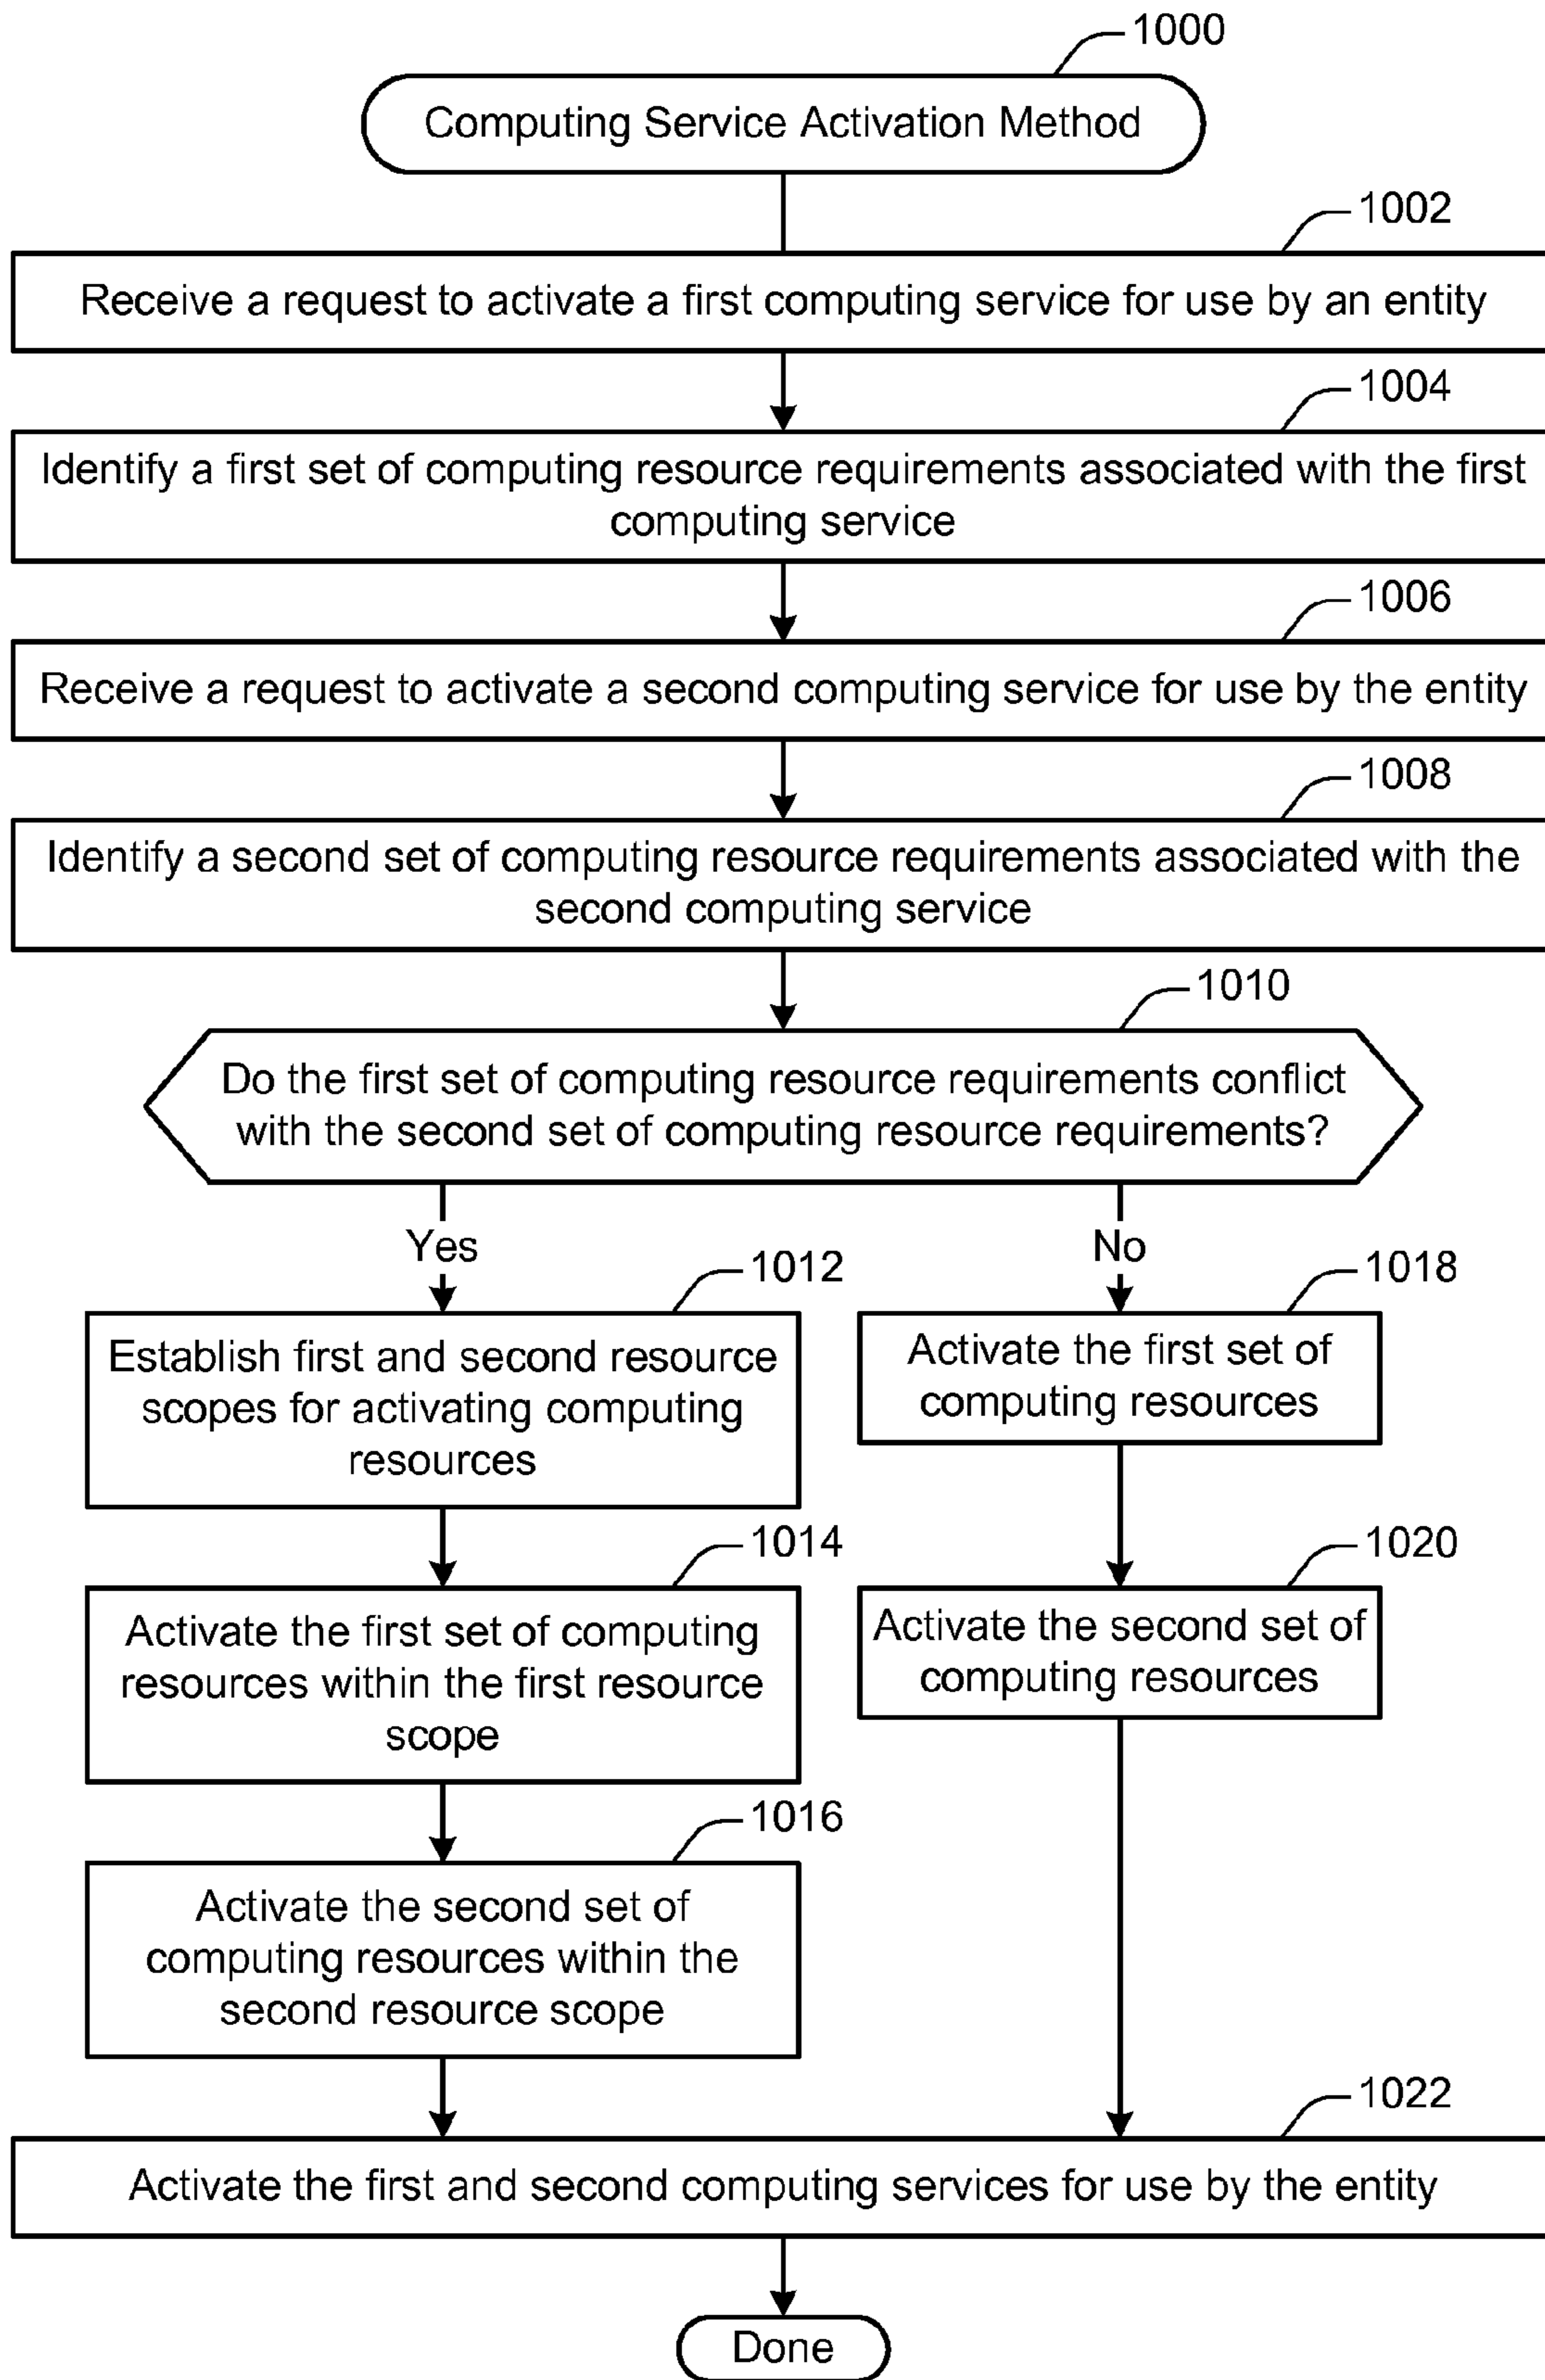 1000
Computing Service Activation Method
1002
Receive a request to activate a first computing service for use by an entity
1004
Identify a first set of computing resource requirements associated with the first
computing service
1006
Receive a request to activate a second computing service for use by the entity
1008
Identify a second set of computing resource requirements associated with the
second computing service
1010
Do the first set of computing resource requirements conflict
with the second set of computing resource requirements?
Yes
No
1012
Establish first and second resource
scopes for activating computing
resources
1018
Activate the first set of
computing resources
1014
Activate the first set of computing
resources within the first resource
scope
1020
Activate the second set of
computing resources
1016
Activate the second set of
computing resources within the
second resource scope
1022
Activate the first and second computing services for use by the entity
Done